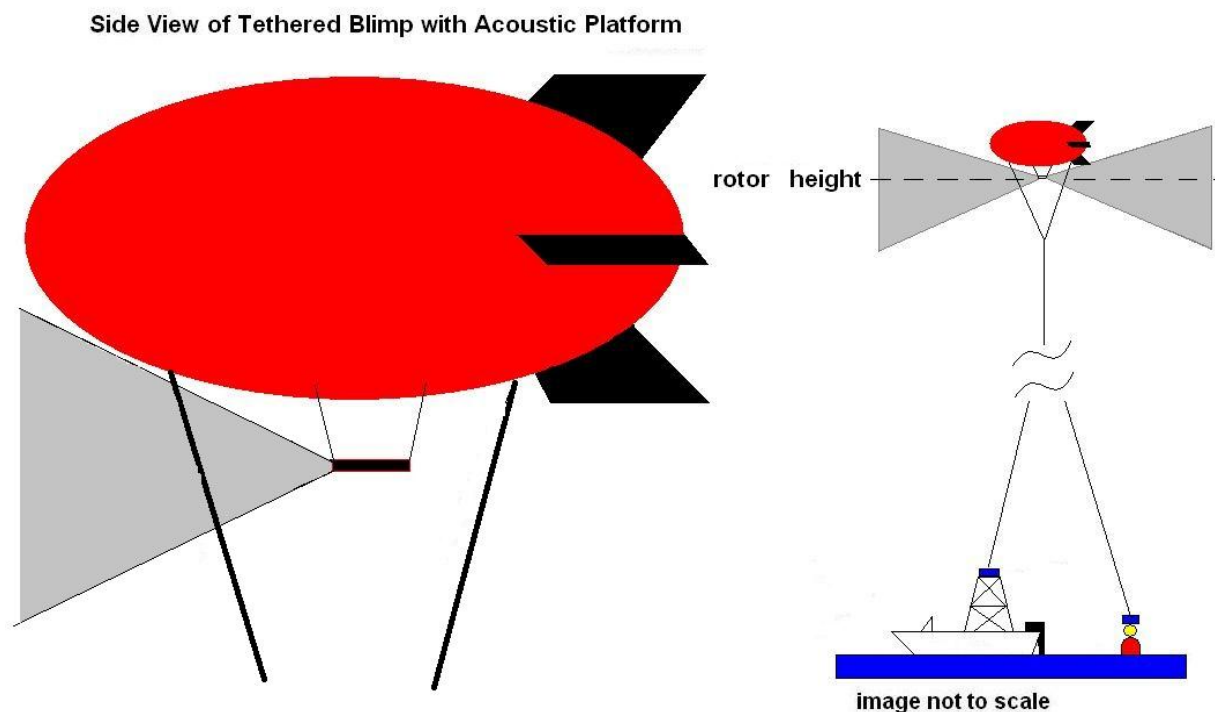 Side View of Tethered Blimp with Acoustic Platform
rotor height
image not to scale